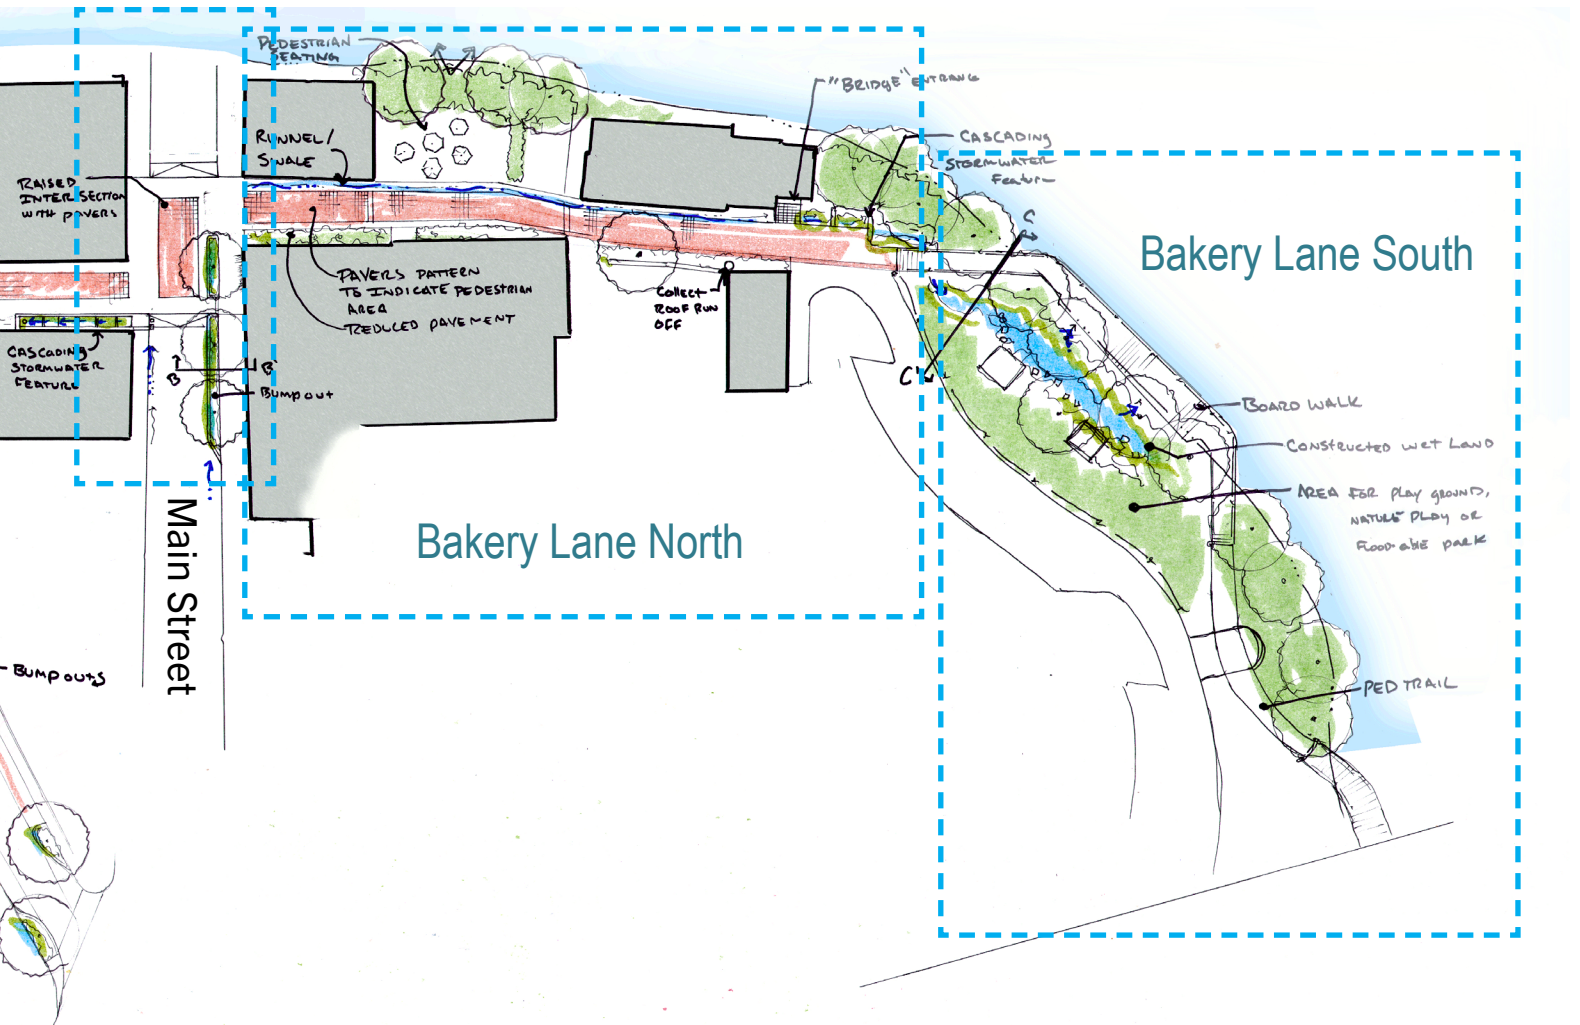 PEDESTRIAN
SEATING
"BRIDGE" ENTRANCE
RUNNEL/
SWALE
CASCADING
STORMWATER
FEATURE
RAISED
INTERSECTION
WITH PAVERS
C
Bakery Lane South
PAVERS PATTERN
TO INDICATE PEDESTRIAN
AREA
REDUCED PAVEMENT
COLLECT
ROOF RUN
OFF
CASCADING
STORMWATER
FEATURE
B
B'
C'
BUMPOUT
BOARD WALK
CONSTRUCTED WETLAND
AREA FOR PLAY GROUND,
NATURE PLAY OR
FLOOD-ABLE PARK
Main Street
Bakery Lane North
BUMPOUTS
PED TRAIL